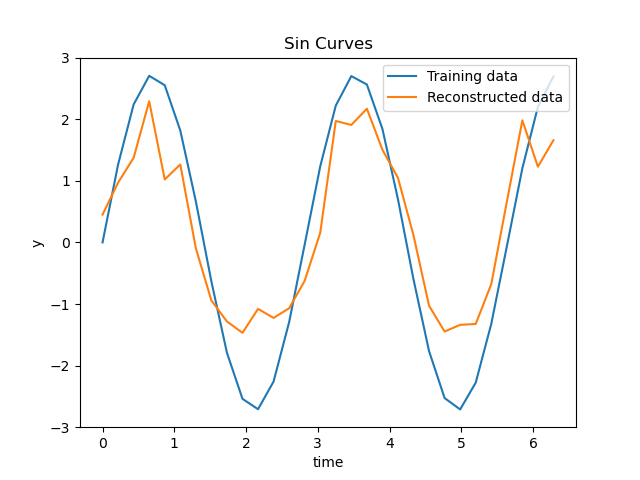 Sin Curves
Training data
Reconstructed data
3
2
1
0
−1
−2
−3
y
0 1 2 3 4 5 6
time